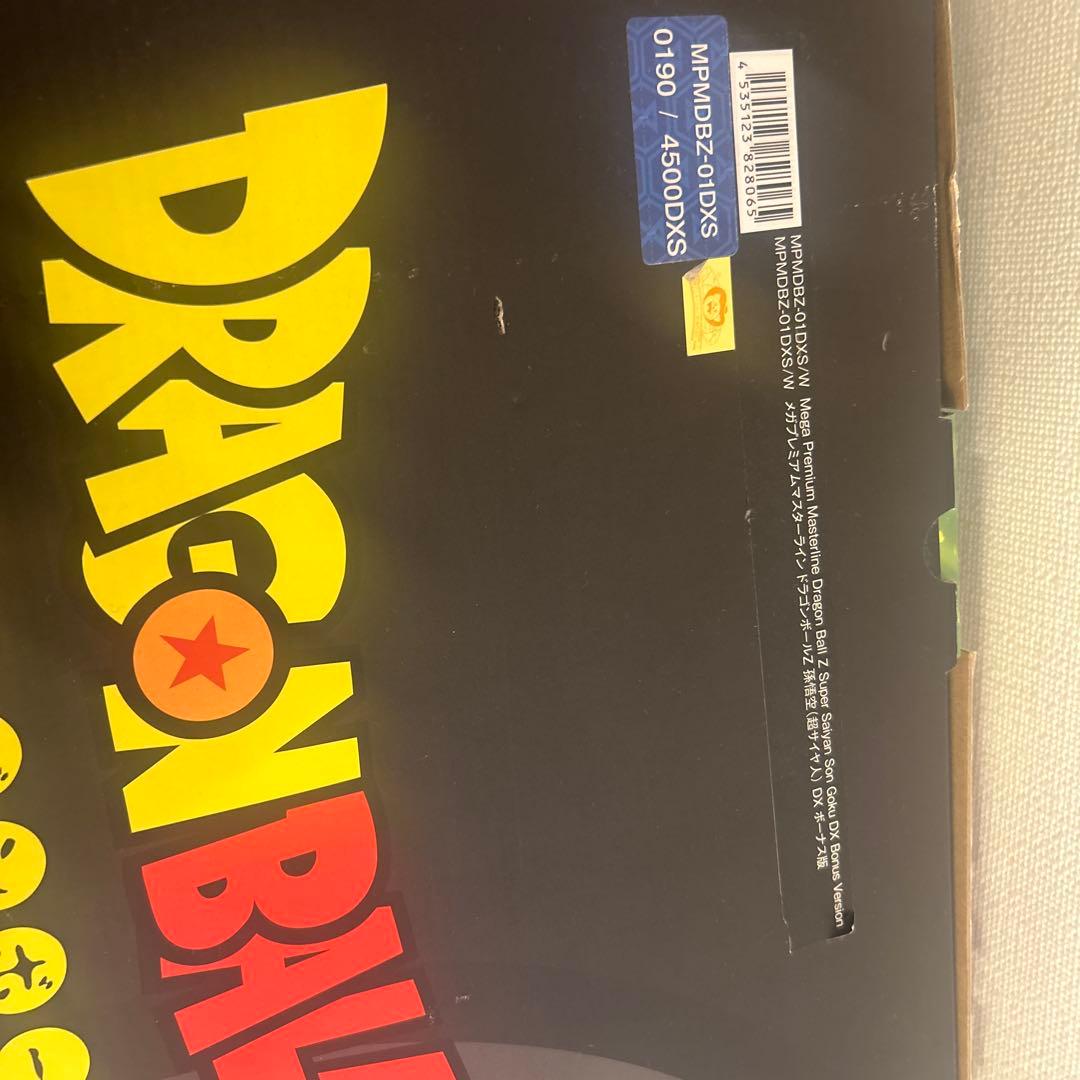 MPMDBZ-01DXS
0190 / 4500DXS
4 535123 828065
MPMDBZ-01DXS/W Mega Premium Masterline Dragon Ball Z Super Saiyan Son Goku DX Bonus Version
MPMDBZ-01DXS/W メガプレミアムマスターライン ドラゴンボールZ 孫悟空(超サイヤ人) DX ボーナス版
DRAGON BAL